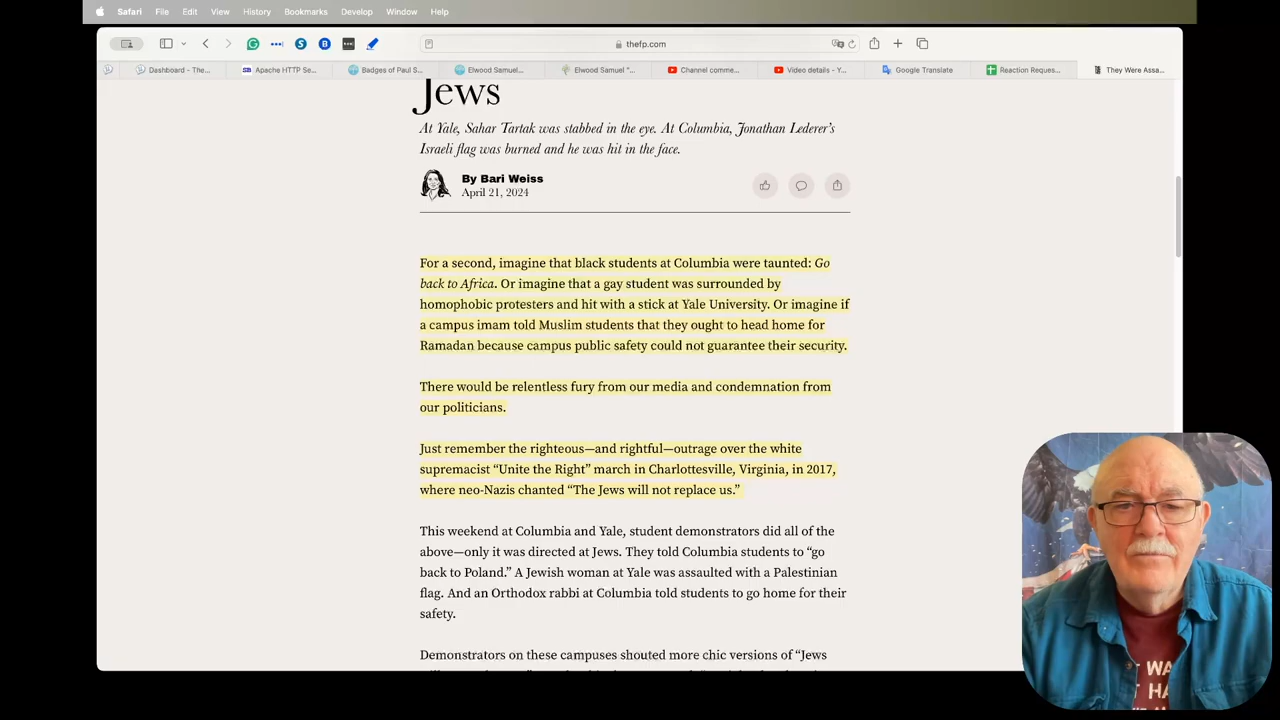 Safari File Edit View History Bookmarks Develop Window Help
thefp.com
Dashboard - The... Apache HTTP Se... Badges of Paul S... Elwood Samuel... Elwood Samuel "... Channel comme... Video details - Y... Google Translate Reaction Reques... They Were Assa...
Jews
At Yale, Sahar Tartak was stabbed in the eye. At Columbia, Jonathan Lederer's
Israeli flag was burned and he was hit in the face.
By Bari Weiss
April 21, 2024
For a second, imagine that black students at Columbia were taunted: Go
back to Africa. Or imagine that a gay student was surrounded by
homophobic protesters and hit with a stick at Yale University. Or imagine if
a campus imam told Muslim students that they ought to head home for
Ramadan because campus public safety could not guarantee their security.
There would be relentless fury from our media and condemnation from
our politicians.
Just remember the righteous—and rightful—outrage over the white
supremacist “Unite the Right” march in Charlottesville, Virginia, in 2017,
where neo-Nazis chanted “The Jews will not replace us.”
This weekend at Columbia and Yale, student demonstrators did all of the
above—only it was directed at Jews. They told Columbia students to “go
back to Poland.” A Jewish woman at Yale was assaulted with a Palestinian
flag. And an Orthodox rabbi at Columbia told students to go home for their
safety.
Demonstrators on these campuses shouted more chic versions of “Jews